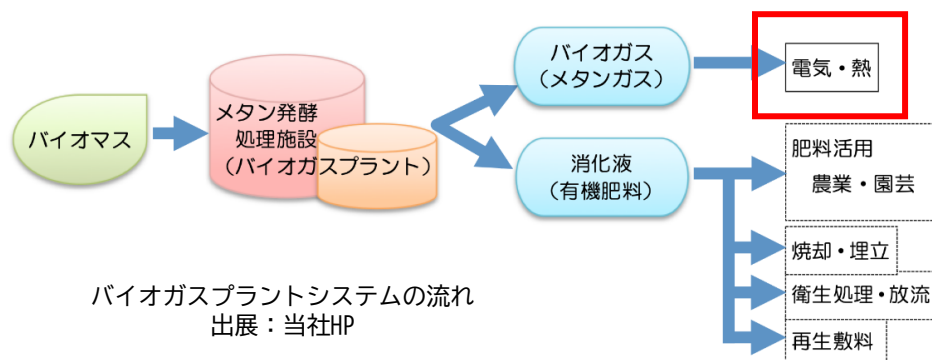 バイオマス
メタン発酵
処理施設
（バイオガスプラント）
バイオガス
（メタンガス）
電気・熱
消化液
（有機肥料）
肥料活用
農業・園芸
焼却・埋立
衛生処理・放流
再生敷料
バイオガスプラントシステムの流れ
出展：当社HP